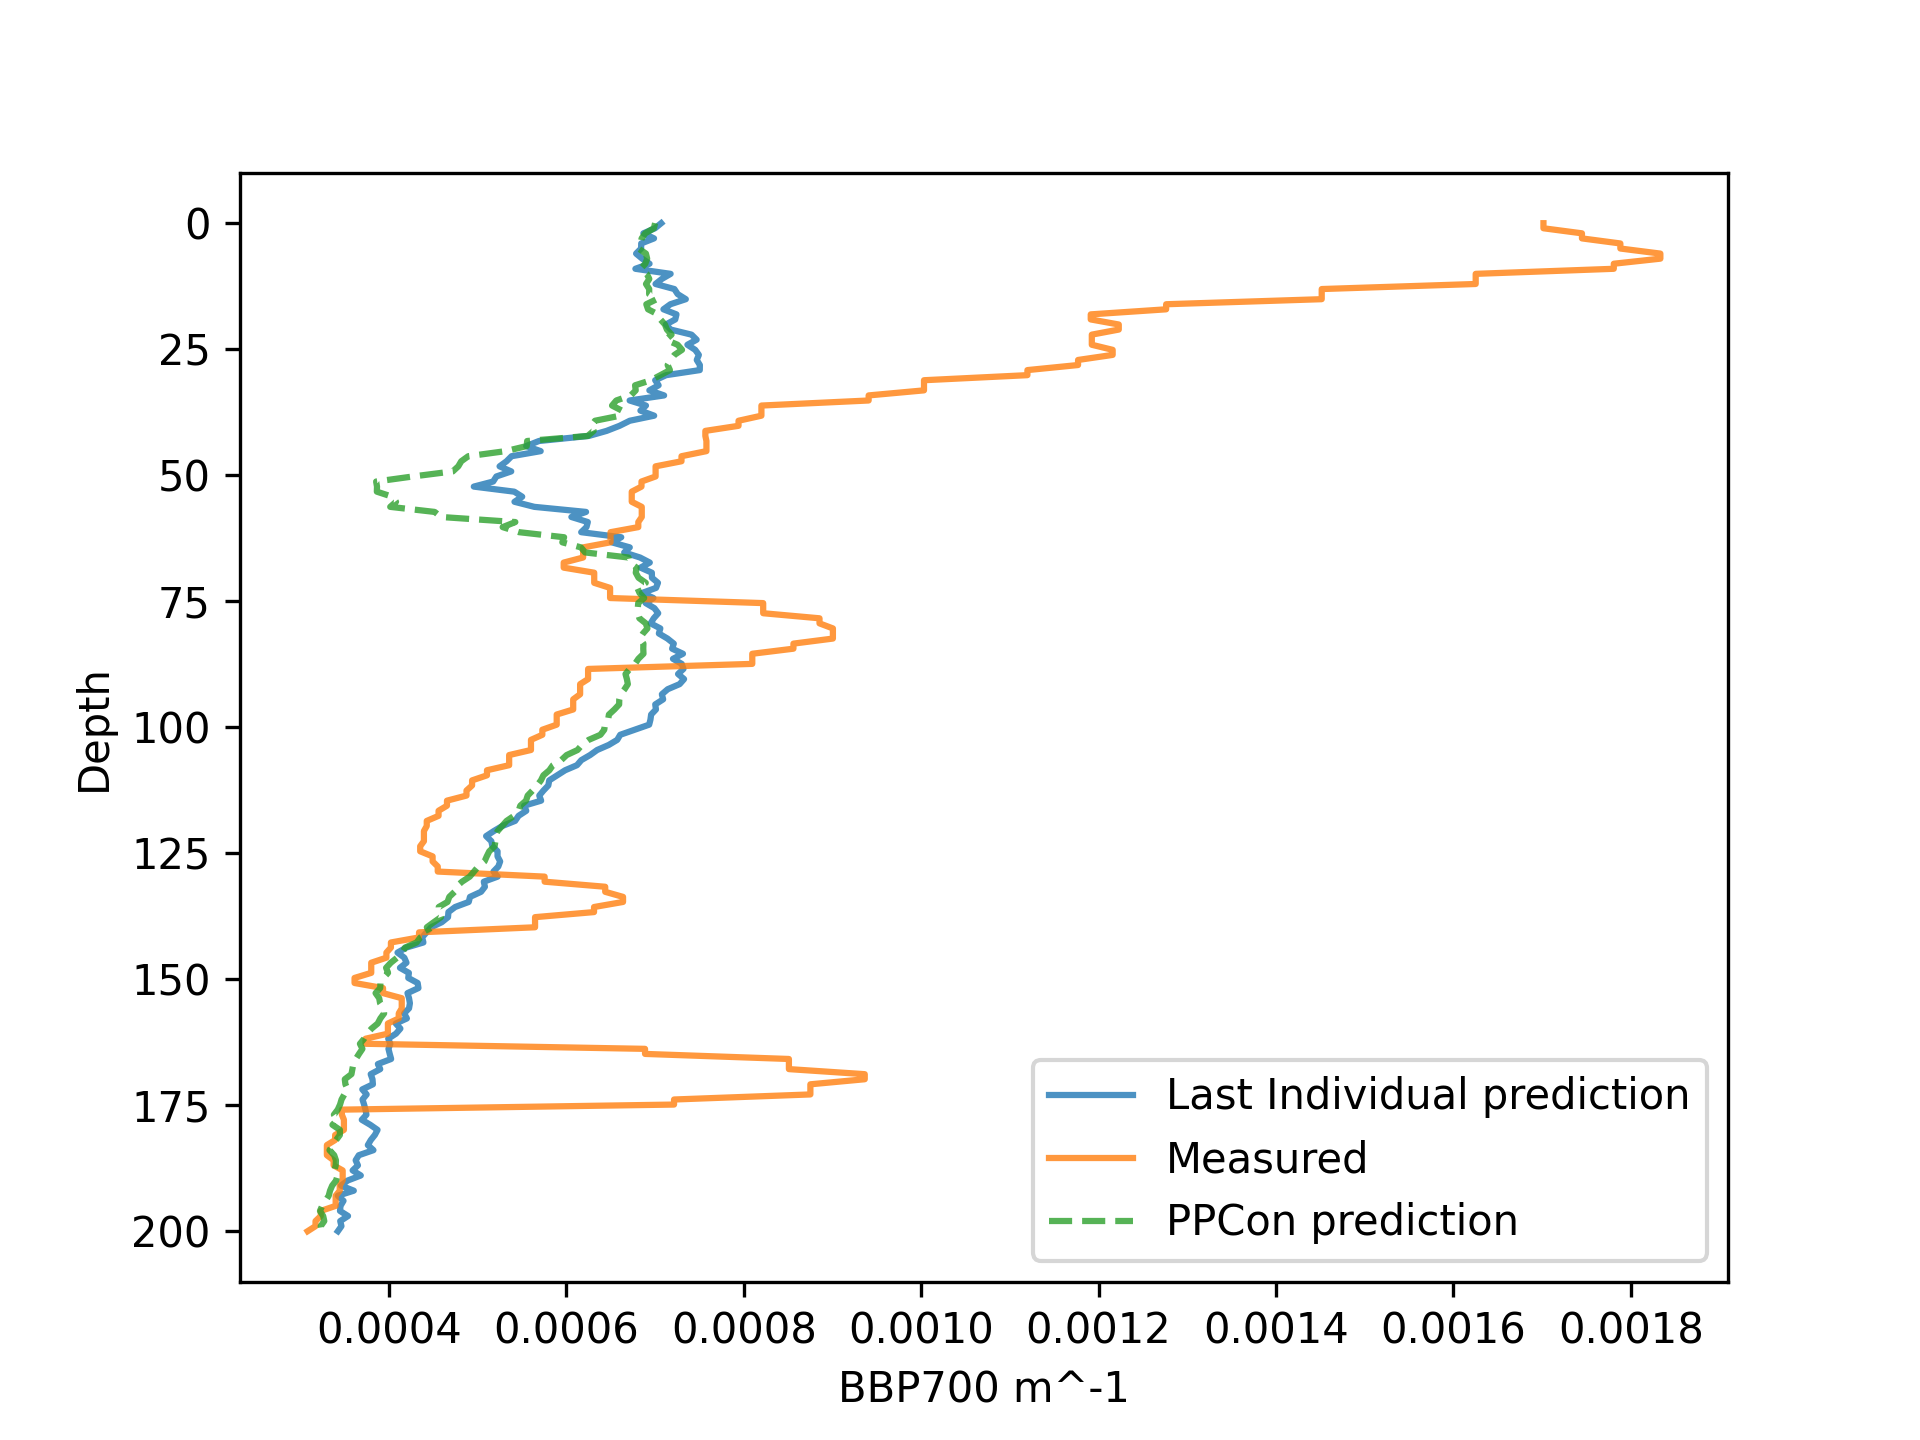 0
25
50
75
100
125
150
175
200
Depth
0.0004 0.0006 0.0008 0.0010 0.0012 0.0014 0.0016 0.0018
BBP700 m^-1
Last Individual prediction
Measured
PPCon prediction